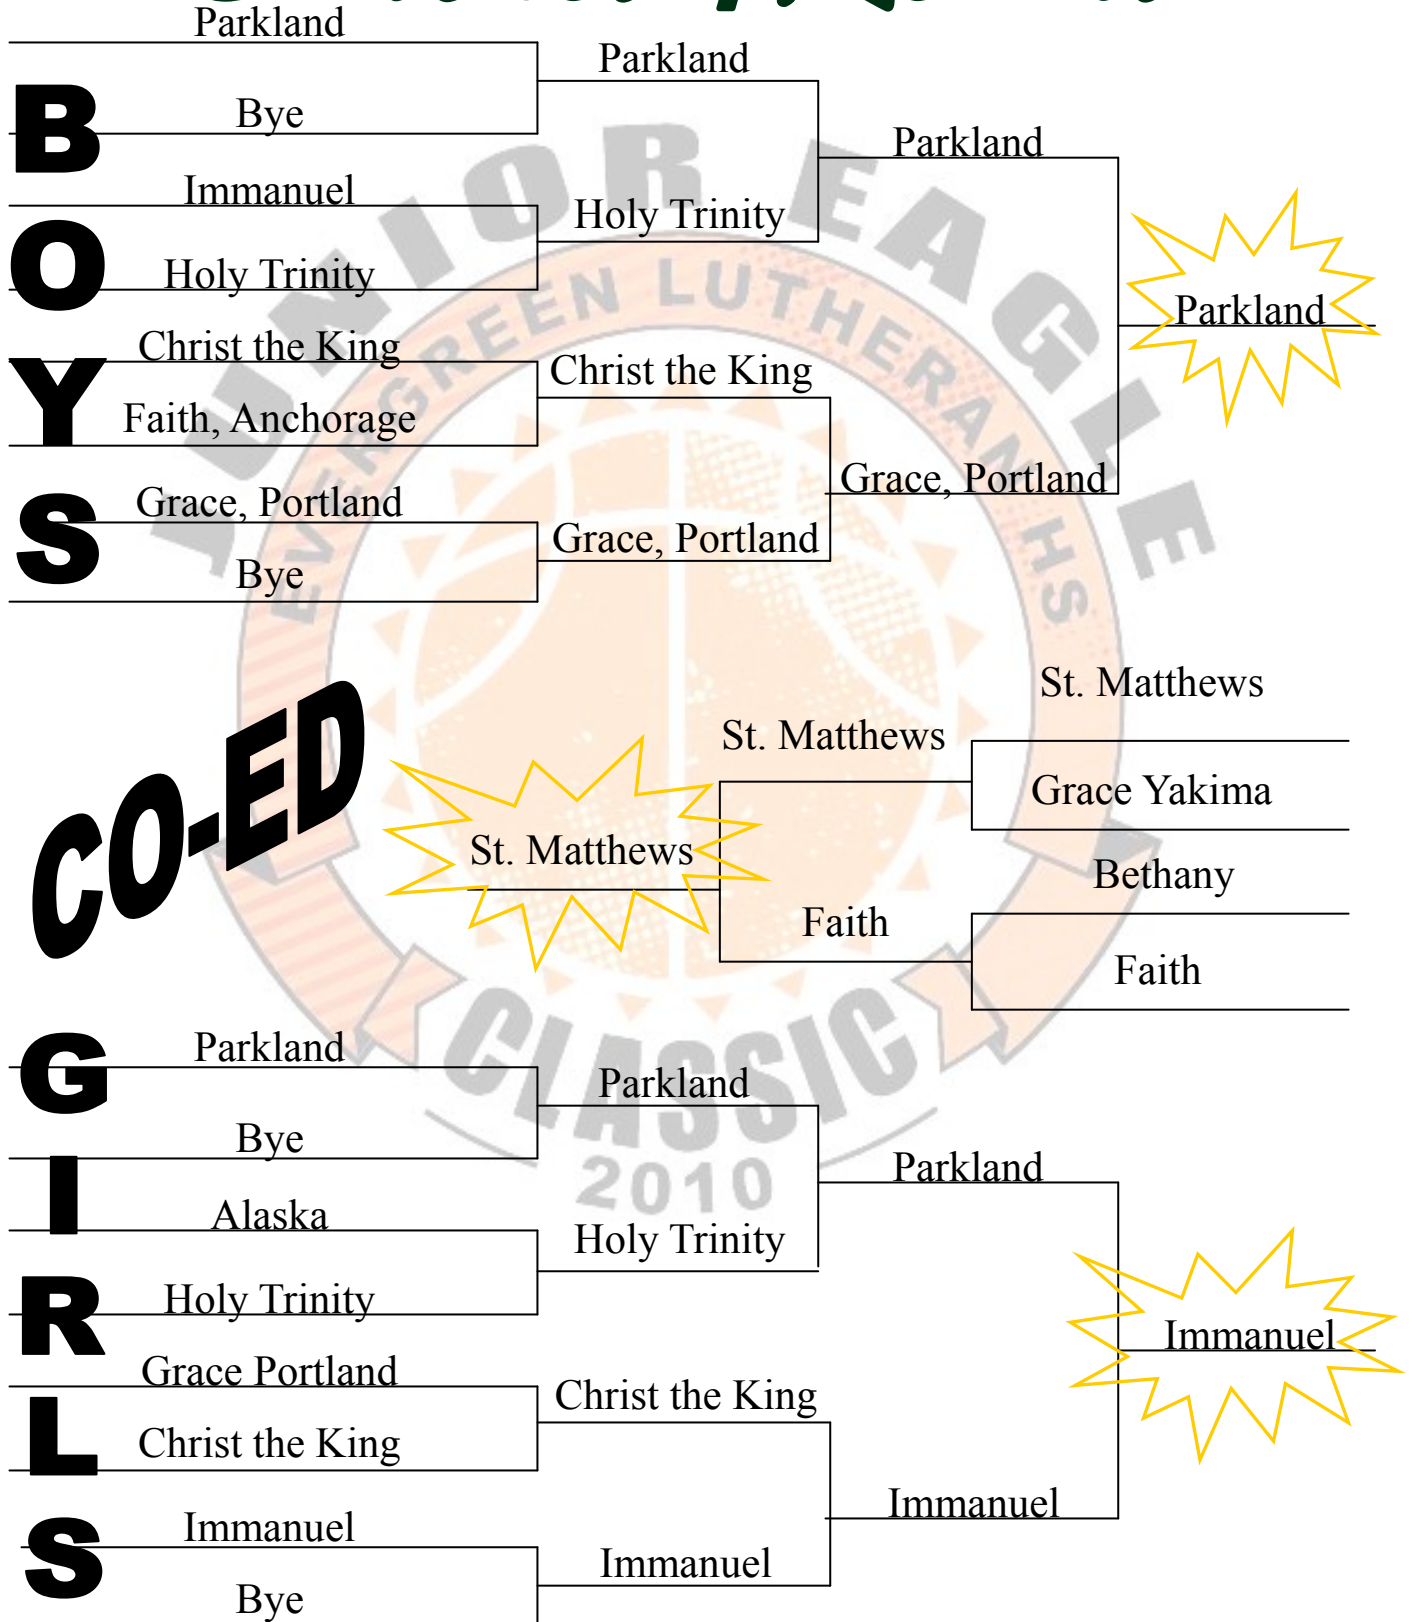 BOYS
Parkland
Bye
Immanuel
Holy Trinity
Christ the King
Faith, Anchorage
Grace, Portland
Bye
Parkland
Holy Trinity
Christ the King
Grace, Portland
Parkland
Grace, Portland
Parkland
JUNIOR EAGLE
EVERGREEN LUTHERAN HS
CLASSIC
2010
CO-ED
St. Matthews
Grace Yakima
Bethany
Faith
St. Matthews
Faith
St. Matthews
GIRLS
Parkland
Bye
Alaska
Holy Trinity
Grace Portland
Christ the King
Immanuel
Bye
Parkland
Holy Trinity
Christ the King
Immanuel
Parkland
Immanuel
Immanuel